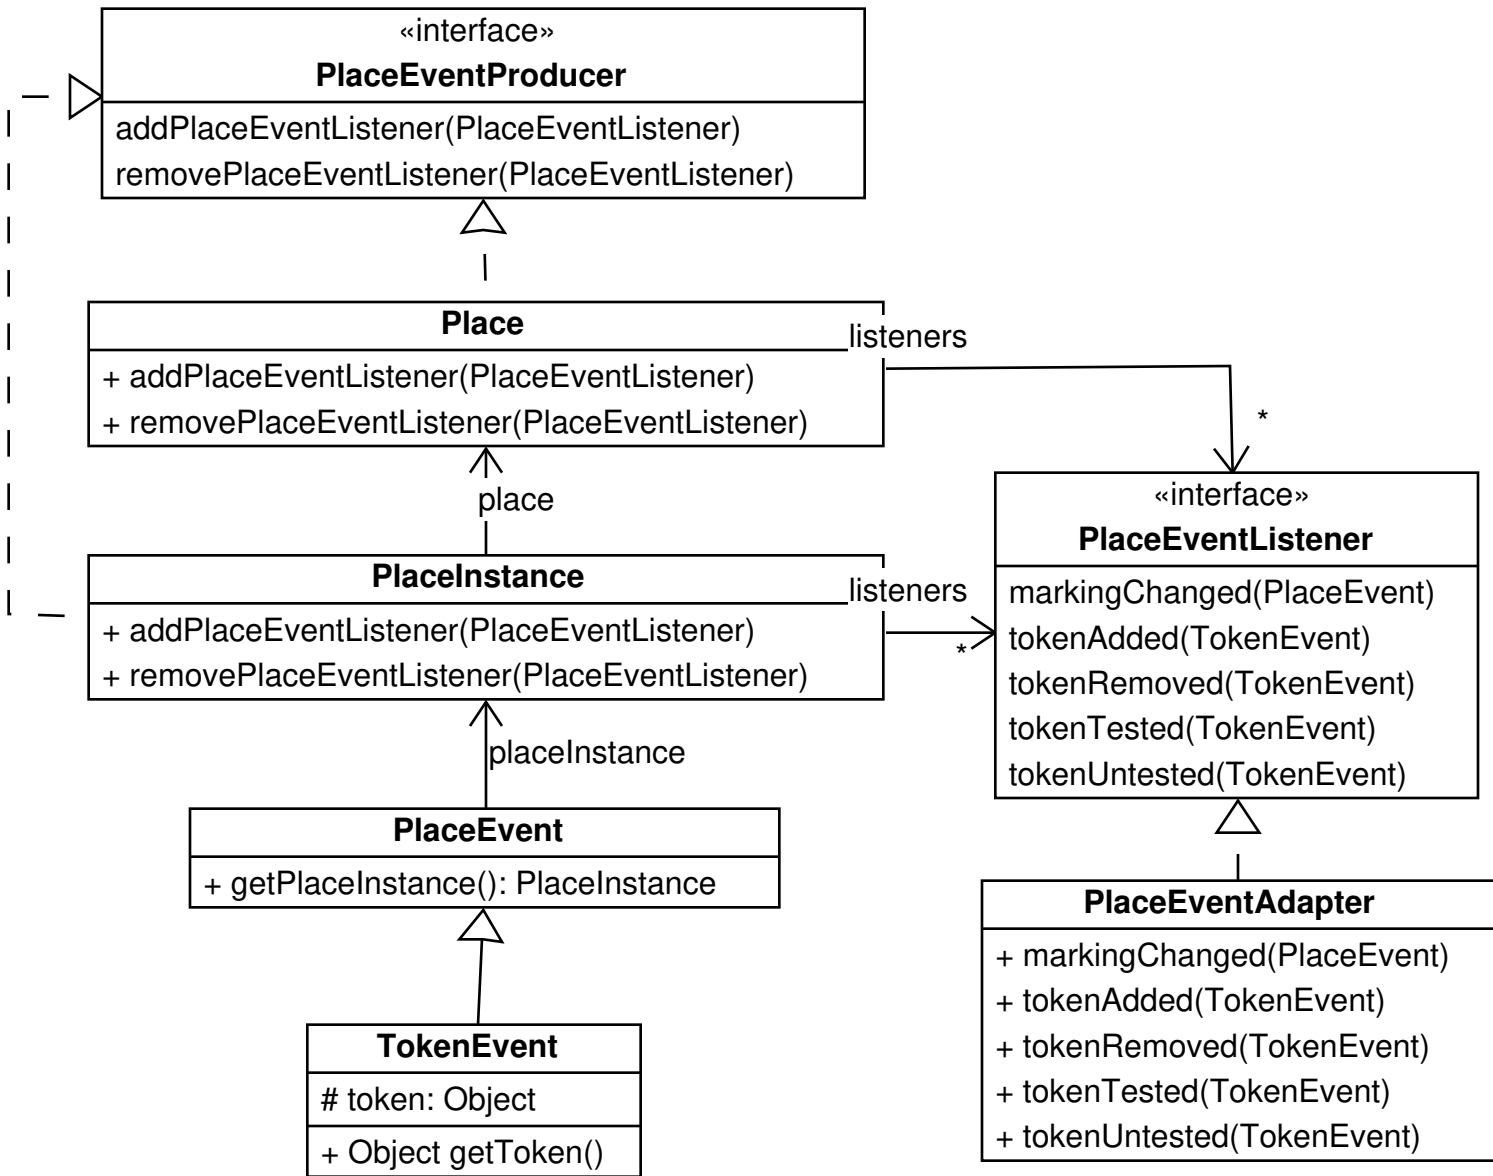 «interface»
PlaceEventProducer
addPlaceEventListener(PlaceEventListener)
removePlaceEventListener(PlaceEventListener)
Place
+ addPlaceEventListener(PlaceEventListener)
+ removePlaceEventListener(PlaceEventListener)
listeners
*
place
PlaceInstance
+ addPlaceEventListener(PlaceEventListener)
+ removePlaceEventListener(PlaceEventListener)
listeners
*
«interface»
PlaceEventListener
markingChanged(PlaceEvent)
tokenAdded(TokenEvent)
tokenRemoved(TokenEvent)
tokenTested(TokenEvent)
tokenUntested(TokenEvent)
placeInstance
PlaceEvent
+ getPlaceInstance(): PlaceInstance
TokenEvent
# token: Object
+ Object getToken()
PlaceEventAdapter
+ markingChanged(PlaceEvent)
+ tokenAdded(TokenEvent)
+ tokenRemoved(TokenEvent)
+ tokenTested(TokenEvent)
+ tokenUntested(TokenEvent)